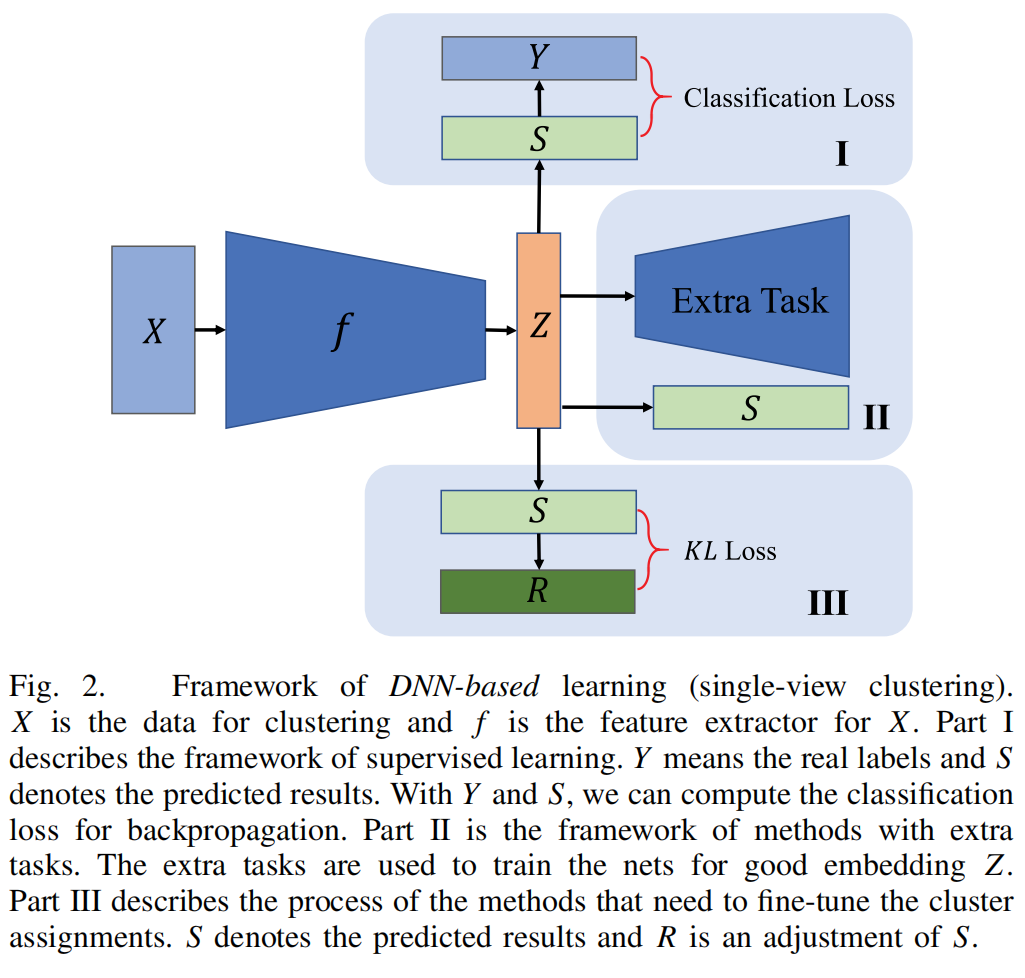 Y
S
Classification Loss
I
X
f
Z
Extra Task
S
II
S
KL Loss
R
III
Fig. 2. Framework of DNN-based learning (single-view clustering).
X is the data for clustering and f is the feature extractor for X. Part I
describes the framework of supervised learning. Y means the real labels and S
denotes the predicted results. With Y and S, we can compute the classification
loss for backpropagation. Part II is the framework of methods with extra
tasks. The extra tasks are used to train the nets for good embedding Z.
Part III describes the process of the methods that need to fine-tune the cluster
assignments. S denotes the predicted results and R is an adjustment of S.